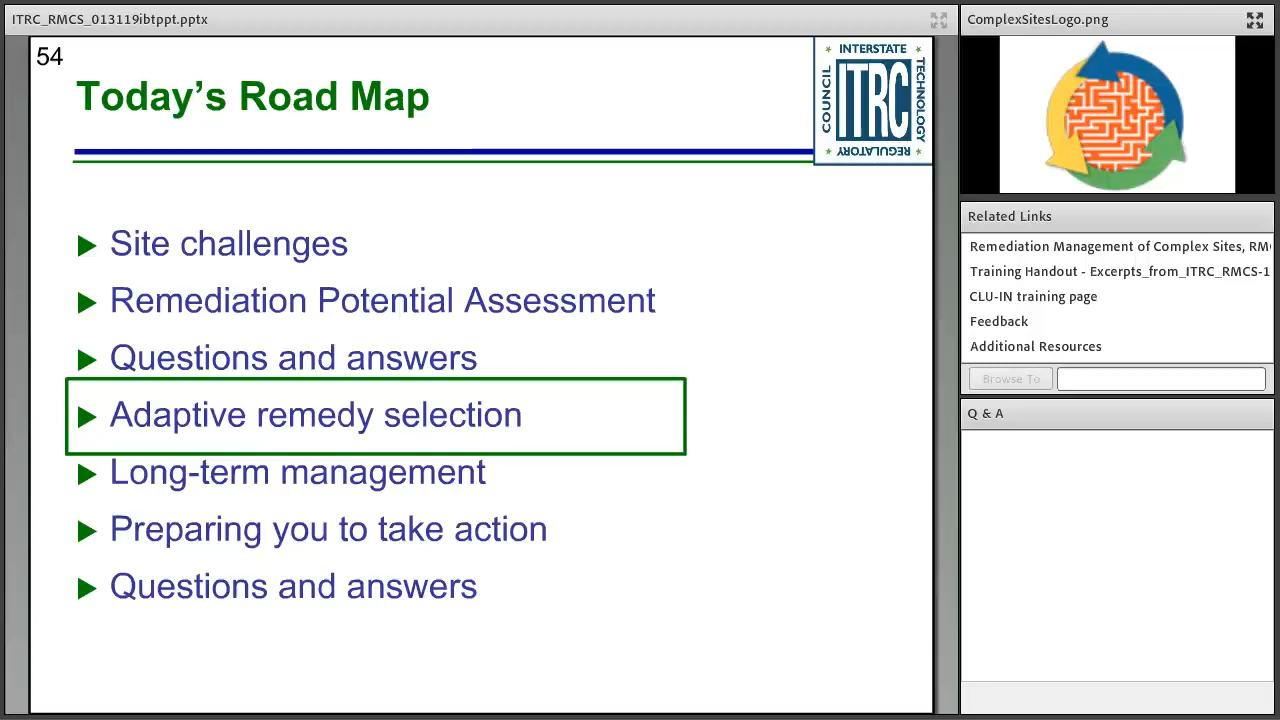 ITRC_RMCS_013119ibtppt.pptx
54
Today's Road Map
INTERSTATE
TECHNOLOGY
REGULATORY
COUNCIL
ITRC
Site challenges
Remediation Potential Assessment
Questions and answers
Adaptive remedy selection
Long-term management
Preparing you to take action
Questions and answers
ComplexSitesLogo.png
Related Links
Remediation Management of Complex Sites, RM
Training Handout - Excerpts_from_ITRC_RMCS-1
CLU-IN training page
Feedback
Additional Resources
Browse To
Q & A